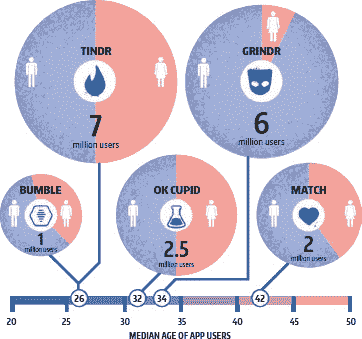 TINDR
7
million users
GRINDR
6
million users
BUMBLE
1
million users
OK CUPID
2.5
million users
MATCH
2
million users
26
32
34
42
20
25
30
35
40
45
50
MEDIAN AGE OF APP USERS